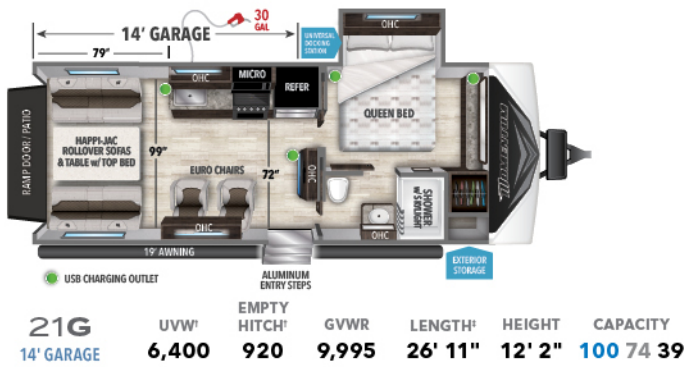 30
GAL
14' GARAGE
79"
UNIVERSAL
DOCKING
STATION
OHC
OHC
MICRO
REFER
QUEEN BED
RAMP DOOR / PATIO
HAPPI-JAC
ROLLOVER SOFAS
& TABLE w/ TOP BED
99"
EURO CHAIRS
72"
OHC
OHC
SHOWER
W/ SKYLIGHT
OHC
MOMENTUM
19' AWNING
EXTERIOR
STORAGE
USB CHARGING OUTLET
ALUMINUM
ENTRY STEPS
21G
14' GARAGE
UVW† EMPTY HITCH† GVWR LENGTH‡ HEIGHT CAPACITY
6,400 920 9,995 26' 11" 12' 2" 100 74 39